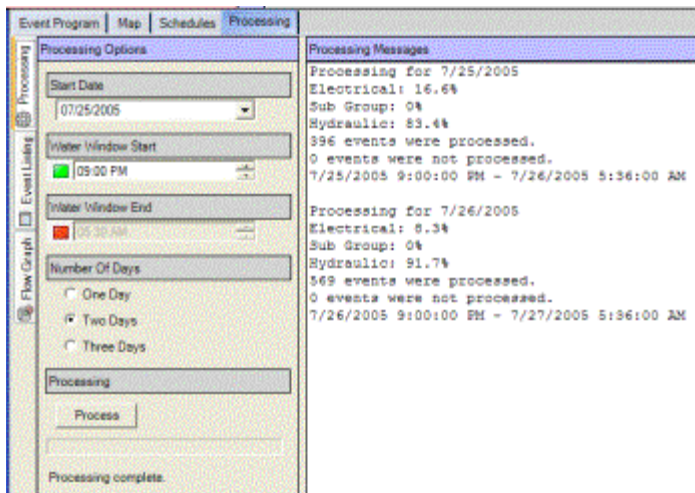 Event Program
Map
Schedules
Processing
Processing
Event Listing
Flow Graph
Processing Options
Start Date
07/25/2005
Water Window Start
09:00 PM
Water Window End
05:30 AM
Number Of Days
One Day
Two Days
Three Days
Processing
Process
Processing complete.
Processing Messages
Processing for 7/25/2005
Electrical: 16.6%
Sub Group: 0%
Hydraulic: 83.4%
396 events were processed.
0 events were not processed.
7/25/2005 9:00:00 PM - 7/26/2005 5:36:00 AM
Processing for 7/26/2005
Electrical: 8.3%
Sub Group: 0%
Hydraulic: 91.7%
569 events were processed.
0 events were not processed.
7/26/2005 9:00:00 PM - 7/27/2005 5:36:00 AM